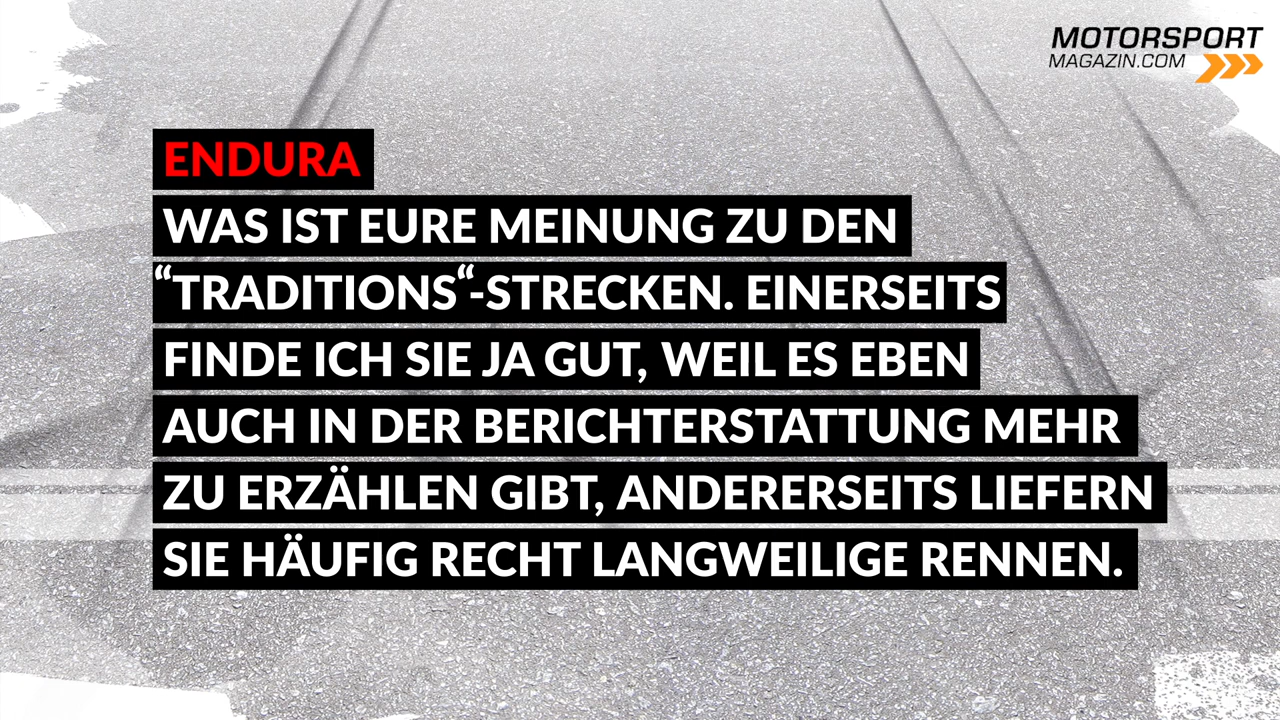 MOTORSPORT
MAGAZIN.COM
ENDURA
WAS IST EURE MEINUNG ZU DEN
“TRADITIONS“-STRECKEN. EINERSEITS
FINDE ICH SIE JA GUT, WEIL ES EBEN
AUCH IN DER BERICHTERSTATTUNG MEHR
ZU ERZÄHLEN GIBT, ANDERERSEITS LIEFERN
SIE HÄUFIG RECHT LANGWEILIGE RENNEN.